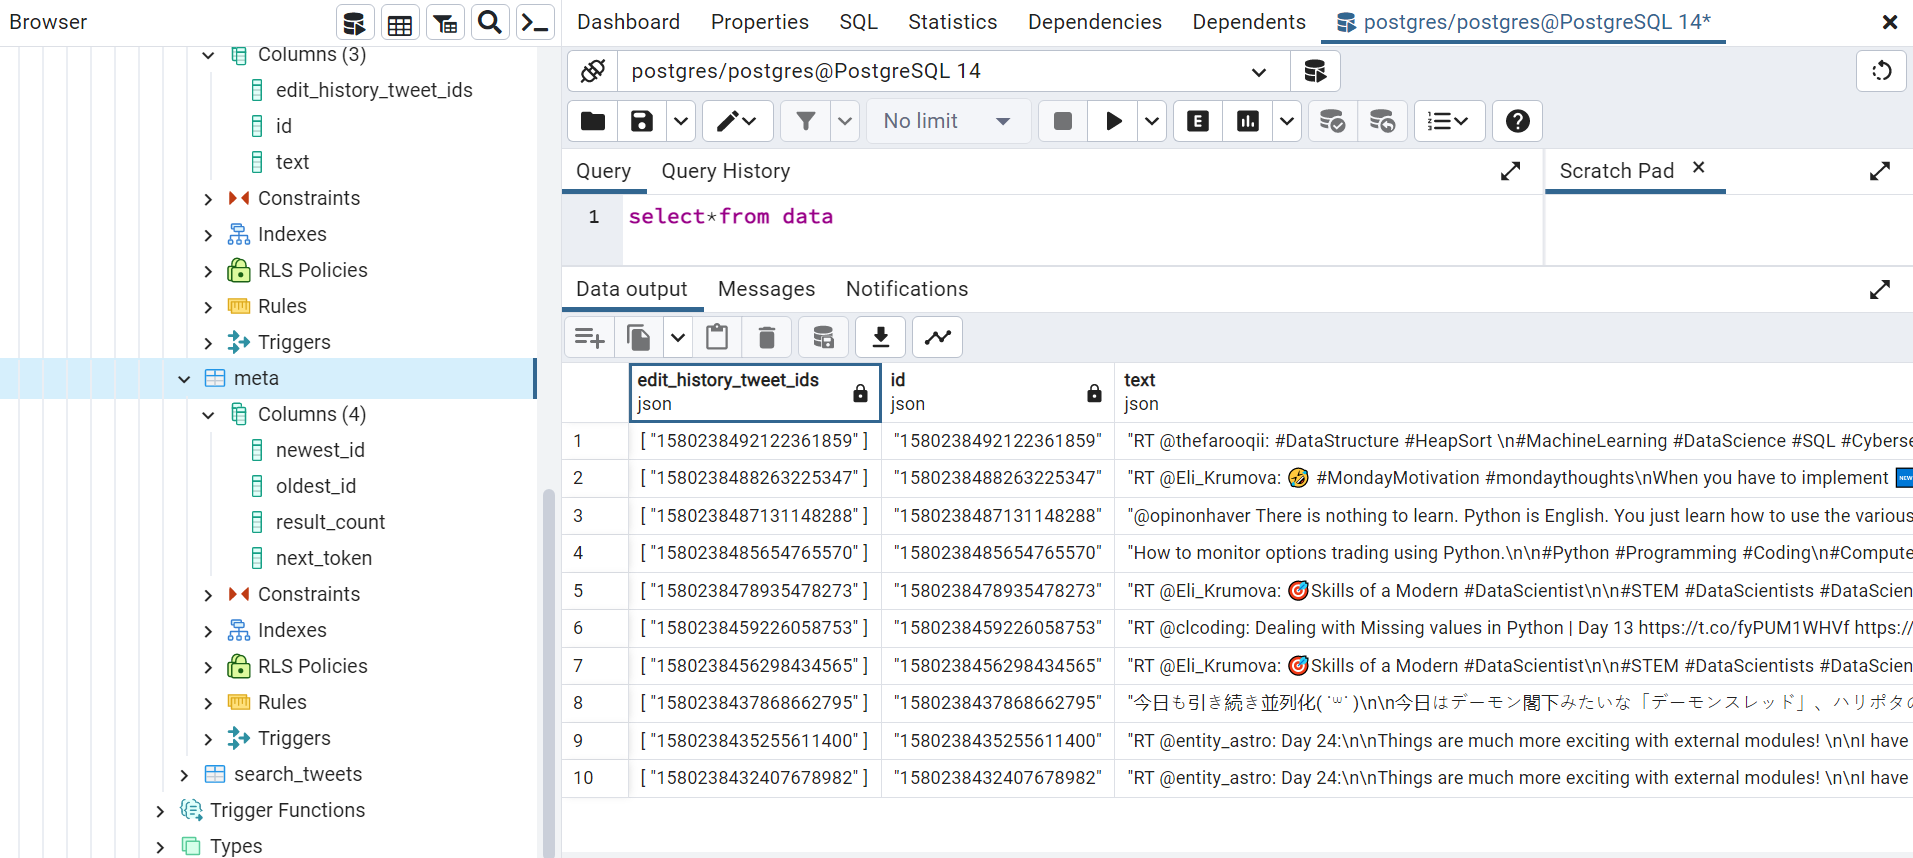 Browser
Dashboard Properties SQL Statistics Dependencies Dependents postgres/postgres@PostgreSQL 14*
Columns (3)
edit_history_tweet_ids
id
text
Constraints
Indexes
RLS Policies
Rules
Triggers
meta
Columns (4)
newest_id
oldest_id
result_count
next_token
Constraints
Indexes
RLS Policies
Rules
Triggers
search_tweets
Trigger Functions
Types
postgres/postgres@PostgreSQL 14
No limit E
Query Query History Scratch Pad
1 select*from data
Data output Messages Notifications
edit_history_tweet_ids id text
json json json
1 ["1580238492122361859"] "1580238492122361859" "RT @thefarooqii: #DataStructure #HeapSort \n#MachineLearning #DataScience #SQL #Cyberse
2 ["1580238488263225347"] "1580238488263225347" "RT @Eli_Krumova: 🤣 #MondayMotivation #mondaythoughts\nWhen you have to implement 🆕
3 ["1580238487131148288"] "1580238487131148288" "@opinonhaver There is nothing to learn. Python is English. You just learn how to use the various
4 ["1580238485654765570"] "1580238485654765570" "How to monitor options trading using Python.\n\n#Python #Programming #Coding\n#Compute
5 ["1580238478935478273"] "1580238478935478273" "RT @Eli_Krumova: 🎯Skills of a Modern #DataScientist\n\n#STEM #DataScientists #DataScien
6 ["1580238459226058753"] "1580238459226058753" "RT @clcoding: Dealing with Missing values in Python | Day 13 https://t.co/fyPUM1WHVf https:/
7 ["1580238456298434565"] "1580238456298434565" "RT @Eli_Krumova: 🎯Skills of a Modern #DataScientist\n\n#STEM #DataScientists #DataScien
8 ["1580238437868662795"] "1580238437868662795" "今日も引き続き並列化( ˙꒳˙ )\n\n今日はデーモン閣下みたいな「デーモンスレッド」、ハリポタの
9 ["1580238435255611400"] "1580238435255611400" "RT @entity_astro: Day 24:\n\nThings are much more exciting with external modules! \n\nI have
10 ["1580238432407678982"] "1580238432407678982" "RT @entity_astro: Day 24:\n\nThings are much more exciting with external modules! \n\nI have